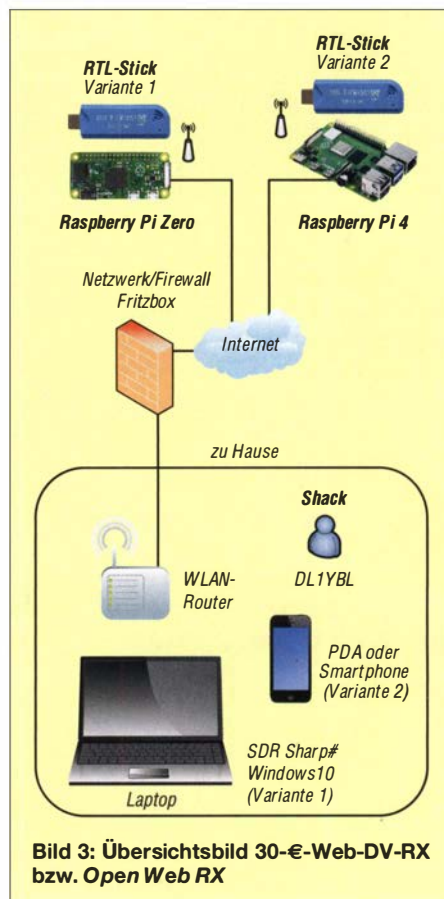 RTL-Stick
Variante 1
RTL-Stick
Variante 2
Raspberry Pi Zero
Raspberry Pi 4
Netzwerk/Firewall
Fritzbox
Internet
zu Hause
Shack
DL1YBL
WLAN-
Router
PDA oder
Smartphone
(Variante 2)
SDR Sharp#
Windows10
(Variante 1)
Laptop
Bild 3: Übersichtsbild 30-€-Web-DV-RX
bzw. Open Web RX